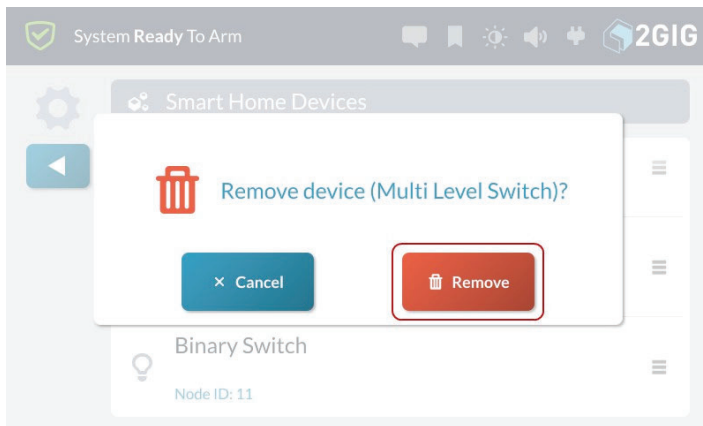 System Ready To Arm
2GIG
Smart Home Devices
Remove device (Multi Level Switch)?
× Cancel
Remove
Binary Switch
Node ID: 11